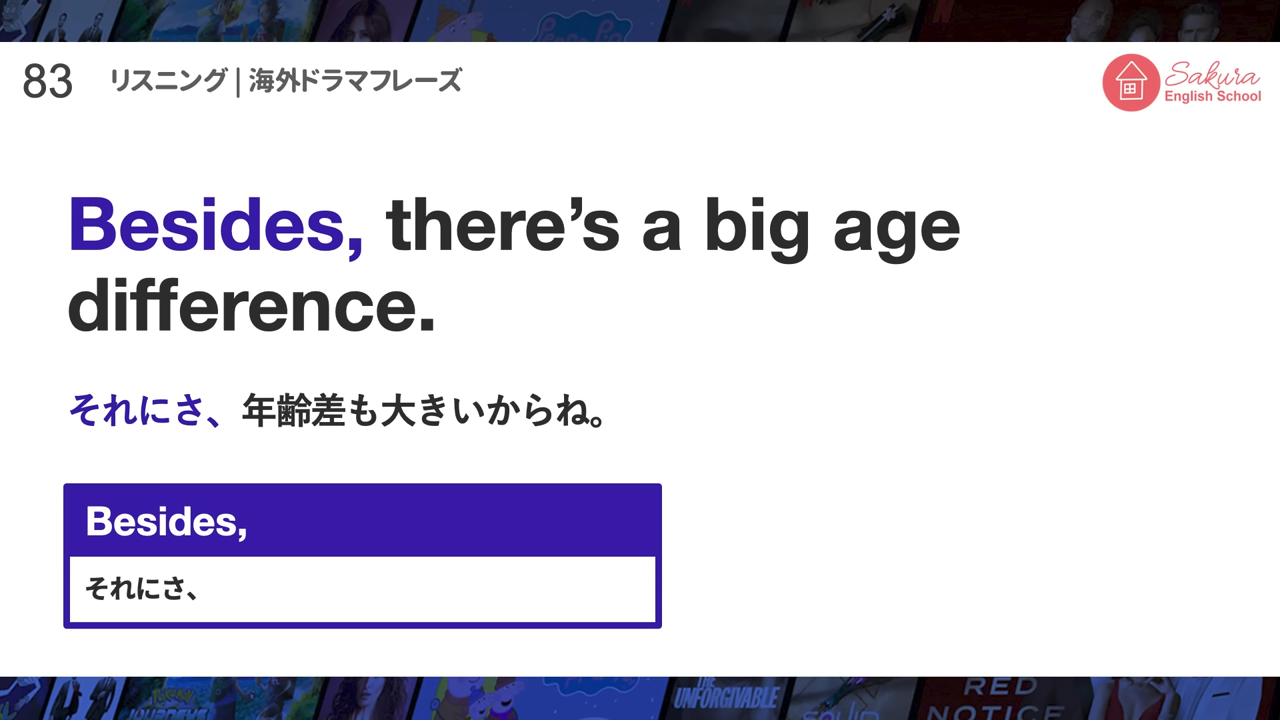 83
リスニング | 海外ドラマフレーズ
Sakura
English School
Besides, there’s a big age
difference.
それにさ、年齢差も大きいからね。
Besides,
それにさ、
THE
UNFORGIVABLE
RED
NOTICE